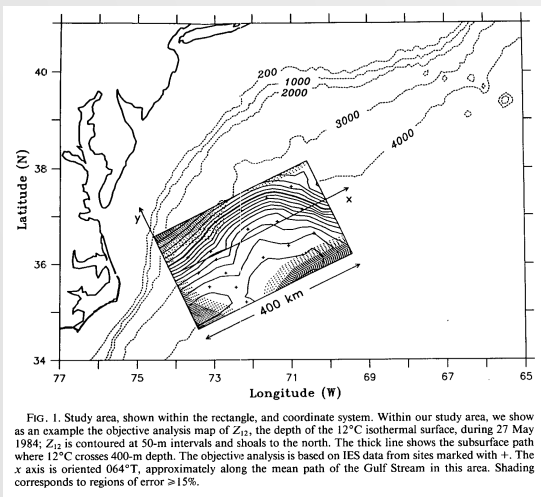 40
38
36
34
Latitude (N)
200
1000
2000
3000
4000
y
x
400 km
77
75
73
71
69
67
65
Longitude (W)
FIG. 1. Study area, shown within the rectangle, and coordinate system. Within our study area, we show
as an example the objective analysis map of Z₁₂, the depth of the 12°C isothermal surface, during 27 May
1984; Z₁₂ is contoured at 50-m intervals and shoals to the north. The thick line shows the subsurface path
where 12°C crosses 400-m depth. The objective analysis is based on IES data from sites marked with +. The
x axis is oriented 064°T, approximately along the mean path of the Gulf Stream in this area. Shading
corresponds to regions of error ⩾15%.